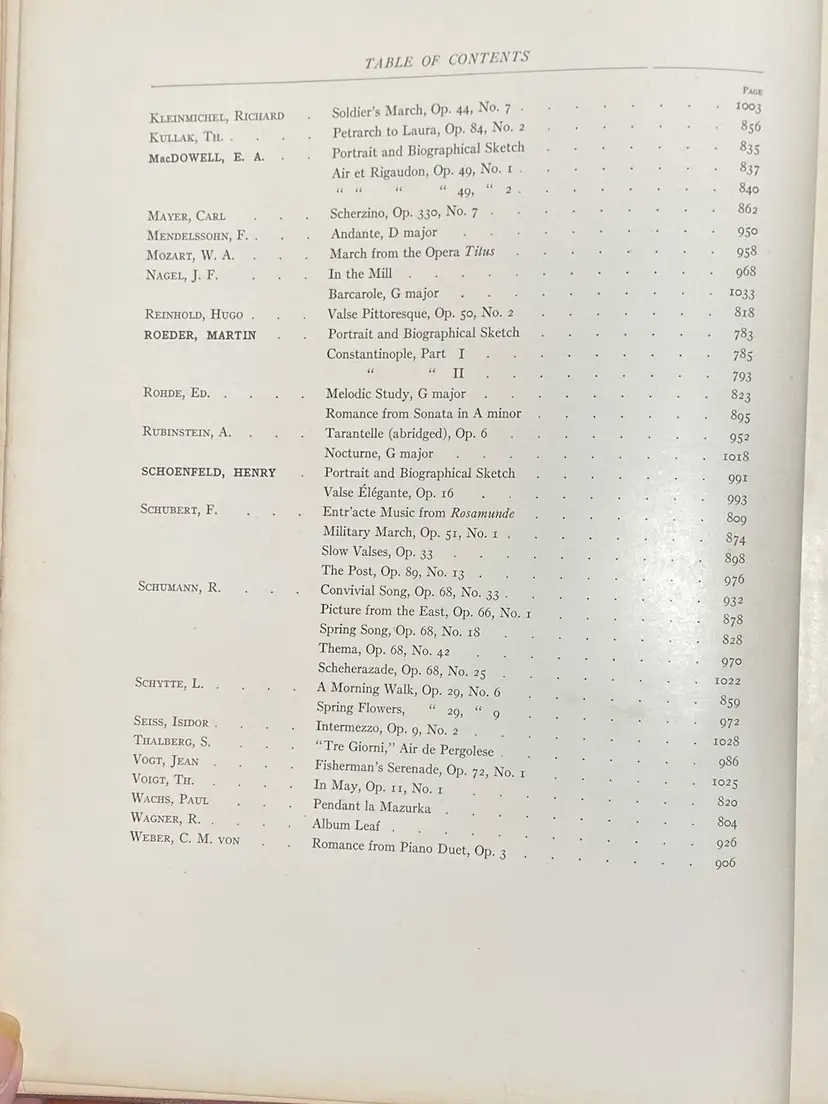 TABLE OF CONTENTS
PAGE
KLEINMICHEL, RICHARD . Soldier's March, Op. 44, No. 7 . 1003
KULLAK, TH. . . . . Petrarch to Laura, Op. 84, No. 2 856
MacDOWELL, E. A. . . Portrait and Biographical Sketch 835
Air et Rigaudon, Op. 49, No. 1 . 837
“ “ “ “ 49, “ 2 . 840
MAYER, CARL . . . Scherzino, Op. 330, No. 7 . 862
MENDELSSOHN, F. . . . Andante, D major . 950
MOZART, W. A. . . . March from the Opera Titus . 958
NAGEL, J. F. . . . In the Mill . 968
Barcarole, G major . 1033
REINHOLD, HUGO . . . Valse Pittoresque, Op. 50, No. 2 . 818
ROEDER, MARTIN . . Portrait and Biographical Sketch . 783
Constantinople, Part I . 785
“ “ II . 793
ROHDE, ED. . . . . Melodic Study, G major . 823
Romance from Sonata in A minor . 895
RUBINSTEIN, A. . . . Tarantelle (abridged), Op. 6 . 952
Nocturne, G major . 1018
SCHOENFELD, HENRY . Portrait and Biographical Sketch . 991
Valse Élégante, Op. 16 . 993
SCHUBERT, F. . . . Entr'acte Music from Rosamunde . 809
Military March, Op. 51, No. 1 . 874
Slow Valses, Op. 33 . 898
The Post, Op. 89, No. 13 . 976
SCHUMANN, R. . . . Convivial Song, Op. 68, No. 33 . 932
Picture from the East, Op. 66, No. 1 . 878
Spring Song, Op. 68, No. 18 . 828
Thema, Op. 68, No. 42 . 970
Scheherazade, Op. 68, No. 25 . 1022
SCHYTTE, L. . . . . A Morning Walk, Op. 29, No. 6 . 859
Spring Flowers, “ 29, “ 9 . 972
SEISS, ISIDOR . . . . Intermezzo, Op. 9, No. 2 . 1028
THALBERG, S. . . . “Tre Giorni,” Air de Pergolese . 986
VOGT, JEAN . . . . Fisherman's Serenade, Op. 72, No. 1 1025
VOIGT, TH. . . . . In May, Op. 11, No. 1 . 820
WACHS, PAUL . . . Pendant la Mazurka . 804
WAGNER, R. . . . . Album Leaf . 926
WEBER, C. M. VON . . Romance from Piano Duet, Op. 3 . 906